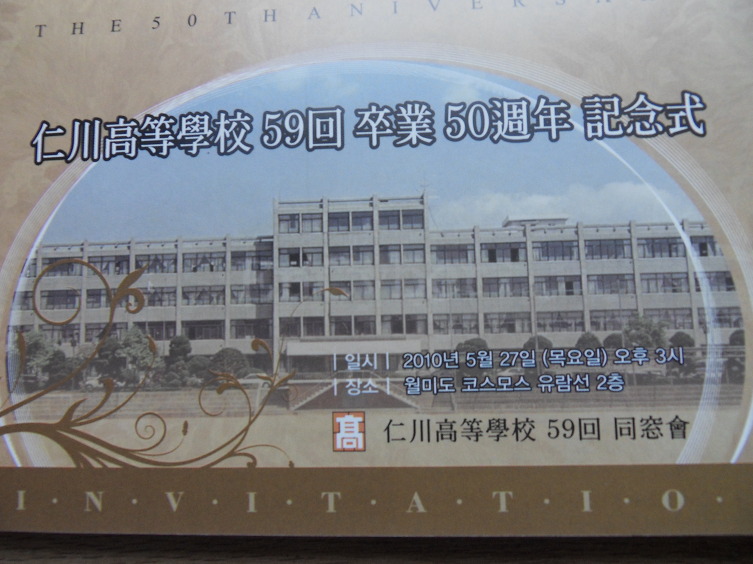 THE 50TH ANIVERSA
仁川高等學校 59回 卒業 50週年 記念式
| 일시 | 2010년 5월 27일 (목요일) 오후 3시
| 장소 | 월미도 코스모스 유람선 2층
高 仁川高等學校 59回 同窓會
I · N · V · I · T · A · T · I · O ·